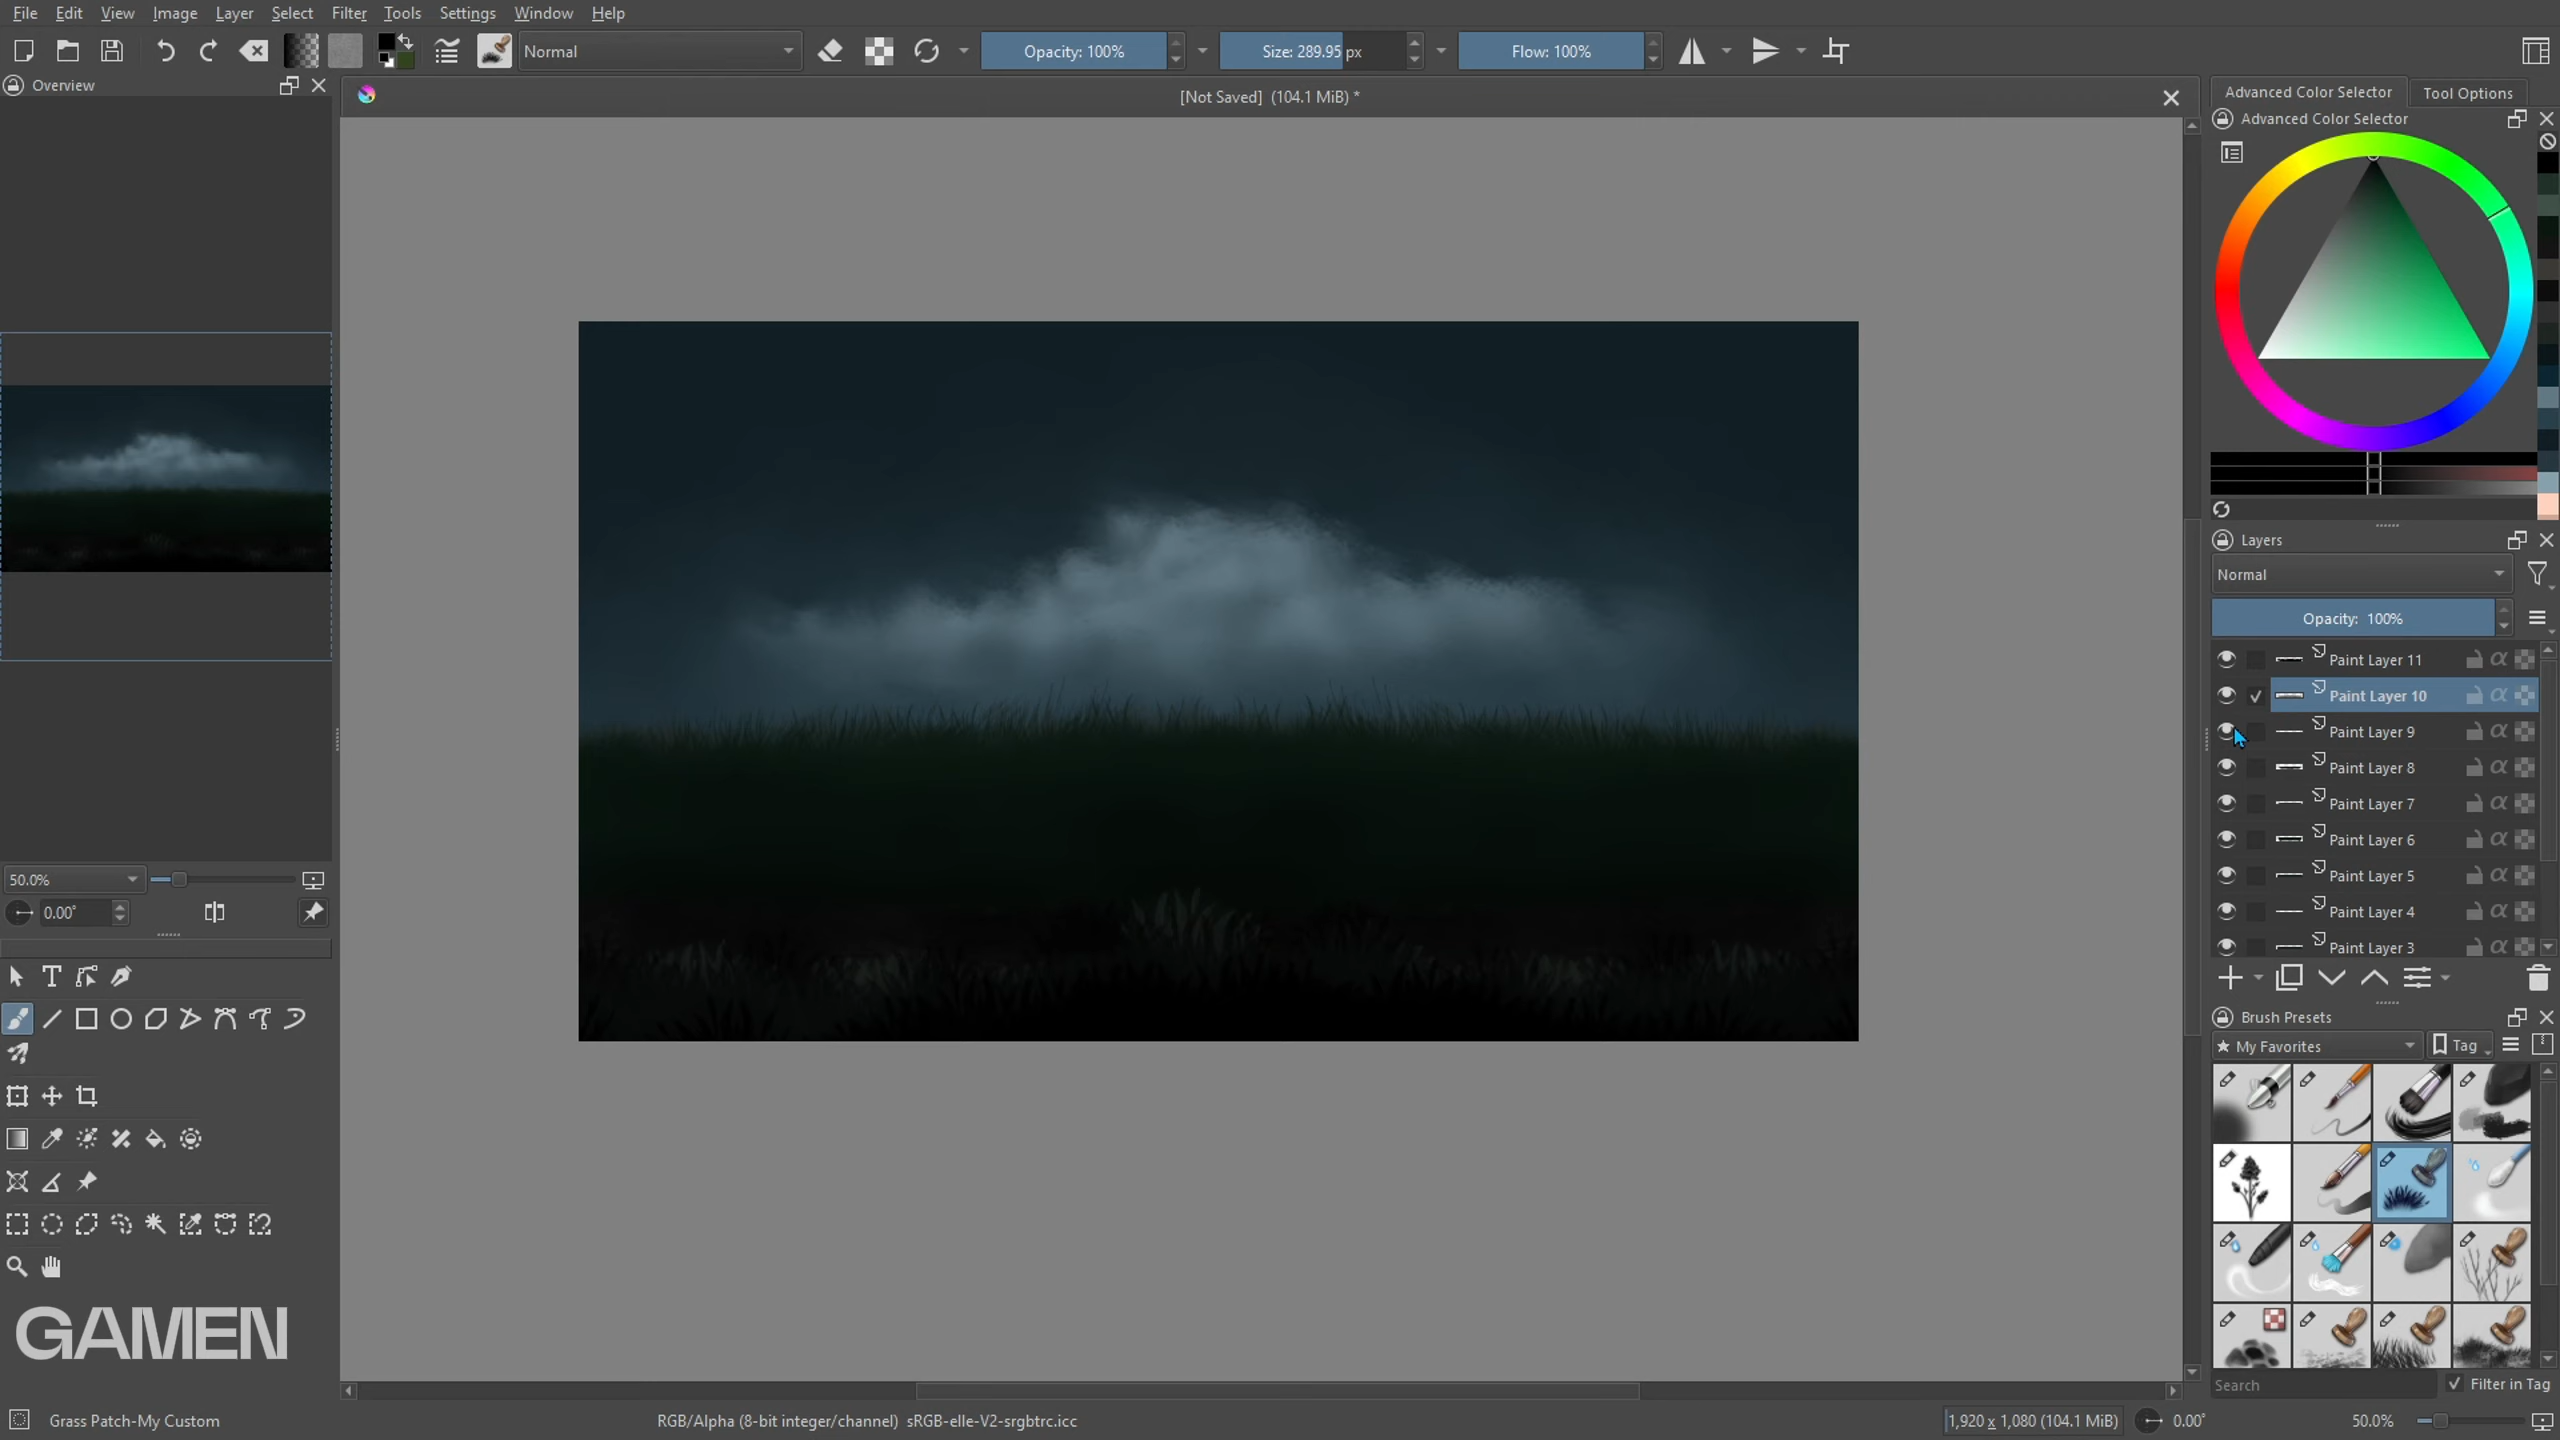 File Edit View Image Layer Select Filter Tools Settings Window Help
Normal
Opacity: 100%
Size: 289.95 px
Flow: 100%
Overview
[Not Saved] (104.1 MiB) *
Advanced Color Selector
Tool Options
Advanced Color Selector
Layers
Normal
Opacity: 100%
Paint Layer 11
Paint Layer 10
Paint Layer 9
Paint Layer 8
Paint Layer 7
Paint Layer 6
Paint Layer 5
Paint Layer 4
Paint Layer 3
50.0%
0.00°
Brush Presets
★ My Favorites
Tag
GAMEN
Search
Filter in Tag
Grass Patch-My Custom
RGB/Alpha (8-bit integer/channel) sRGB-elle-V2-srgbtrc.icc
1,920 x 1,080 (104.1 MiB)
0.00°
50.0%